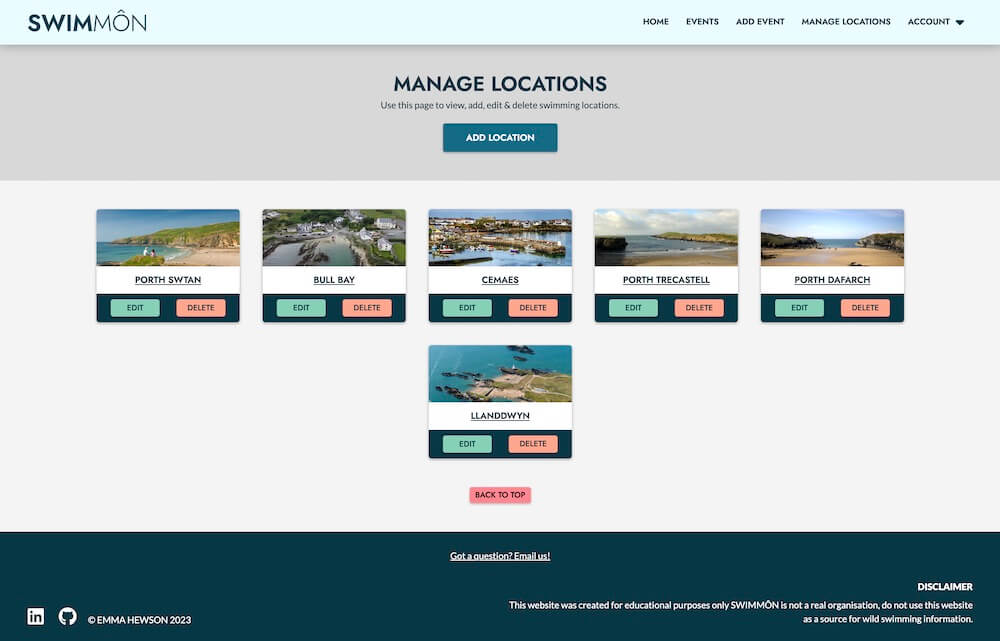 SWIMMÔN
HOME EVENTS ADD EVENT MANAGE LOCATIONS ACCOUNT
MANAGE LOCATIONS
Use this page to view, add, edit & delete swimming locations.
ADD LOCATION
PORTH SWTAN
EDIT DELETE
BULL BAY
EDIT DELETE
CEMAES
EDIT DELETE
PORTH TRECASTELL
EDIT DELETE
PORTH DAFARCH
EDIT DELETE
LLANDDWYN
EDIT DELETE
BACK TO TOP
Got a question? Email us!
in
© EMMA HEWSON 2023
DISCLAIMER
This website was created for educational purposes only SWIMMÔN is not a real organisation, do not use this website
as a source for wild swimming information.